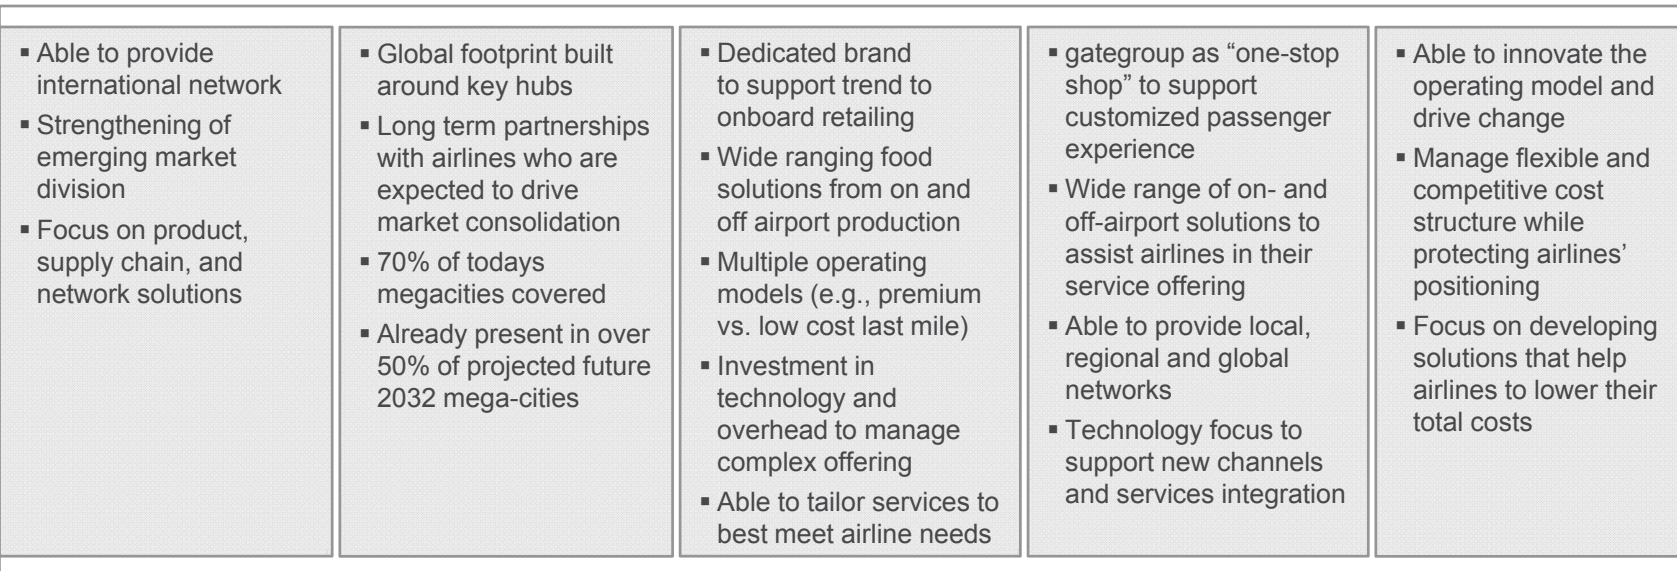 ▪ Able to provide
international network
▪ Strengthening of
emerging market
division
▪ Focus on product,
supply chain, and
network solutions
▪ Global footprint built
around key hubs
▪ Long term partnerships
with airlines who are
expected to drive
market consolidation
▪ 70% of todays
megacities covered
▪ Already present in over
50% of projected future
2032 mega-cities
▪ Dedicated brand
to support trend to
onboard retailing
▪ Wide ranging food
solutions from on and
off airport production
▪ Multiple operating
models (e.g., premium
vs. low cost last mile)
▪ Investment in
technology and
overhead to manage
complex offering
▪ Able to tailor services to
best meet airline needs
▪ gategroup as “one-stop
shop” to support
customized passenger
experience
▪ Wide range of on- and
off-airport solutions to
assist airlines in their
service offering
▪ Able to provide local,
regional and global
networks
▪ Technology focus to
support new channels
and services integration
▪ Able to innovate the
operating model and
drive change
▪ Manage flexible and
competitive cost
structure while
protecting airlines’
positioning
▪ Focus on developing
solutions that help
airlines to lower their
total costs